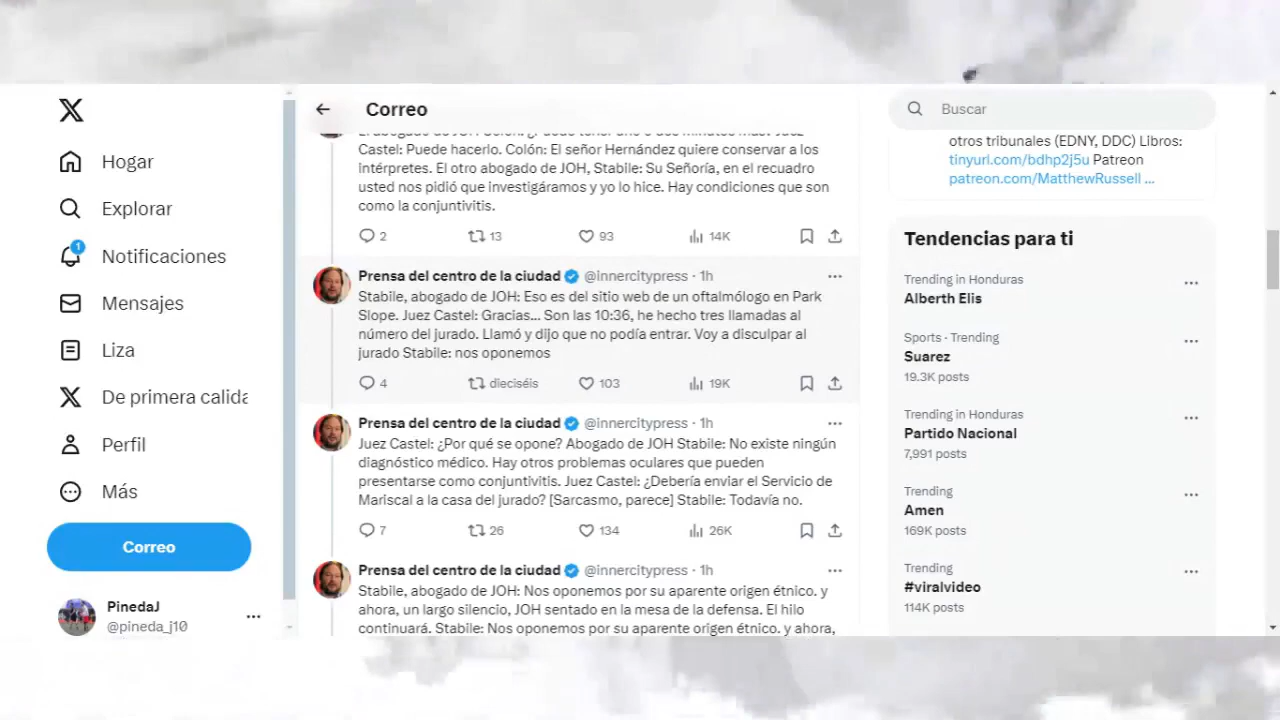 Hogar
Explorar
1
Notificaciones
Mensajes
Liza
De primera calida
Perfil
Más
Correo
PinedaJ
@pineda_j10
Correo
Castel: Puede hacerlo. Colón: El señor Hernández quiere conservar a los
intérpretes. El otro abogado de JOH, Stabile: Su Señoría, en el recuadro
usted nos pidió que investigáramos y yo lo hice. Hay condiciones que son
como la conjuntivitis.
2 13 93 14K
Prensa del centro de la ciudad @innercitypress · 1h
Stabile, abogado de JOH: Eso es del sitio web de un oftalmólogo en Park
Slope. Juez Castel: Gracias... Son las 10:36, he hecho tres llamadas al
número del jurado. Llamó y dijo que no podía entrar. Voy a disculpar al
jurado Stabile: nos oponemos
4 dieciséis 103 19K
Prensa del centro de la ciudad @innercitypress · 1h
Juez Castel: ¿Por qué se opone? Abogado de JOH Stabile: No existe ningún
diagnóstico médico. Hay otros problemas oculares que pueden
presentarse como conjuntivitis. Juez Castel: ¿Debería enviar el Servicio de
Mariscal a la casa del jurado? [Sarcasmo, parece] Stabile: Todavía no.
7 26 134 26K
Prensa del centro de la ciudad @innercitypress · 1h
Stabile, abogado de JOH: Nos oponemos por su aparente origen étnico. y
ahora, un largo silencio, JOH sentado en la mesa de la defensa. El hilo
continuará. Stabile: Nos oponemos por su aparente origen étnico. y ahora,
Buscar
otros tribunales (EDNY, DDC) Libros:
tinyurl.com/bdhp2j5u Patreon
patreon.com/MatthewRussell ...
Tendencias para ti
Trending in Honduras
Alberth Elis
Sports · Trending
Suarez
19.3K posts
Trending in Honduras
Partido Nacional
7,991 posts
Trending
Amen
169K posts
Trending
#viralvideo
114K posts